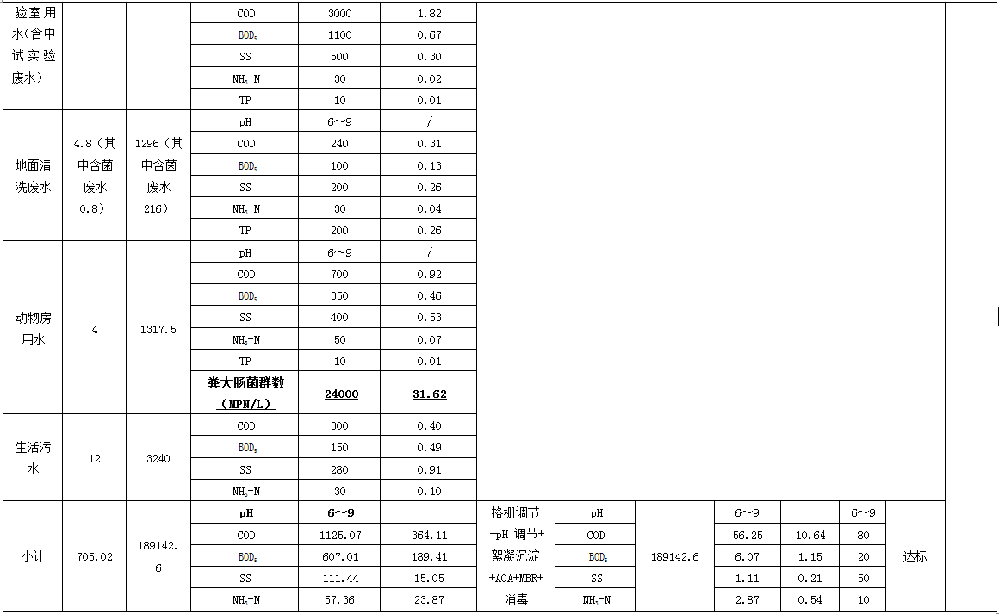 验室用 COD 3000 1.82
水（含中 BOD₅ 1100 0.67
试实验 SS 500 0.30
废水） NH₃-N 30 0.02
TP 10 0.01
pH 6～9 /
4.8（其 1296（其 COD 240 0.31
地面清 中含菌 中含菌 BOD₅ 100 0.13
洗废水 废水 废水 SS 200 0.26
0.8） 216） NH₃-N 30 0.04
TP 200 0.26
pH 6～9 /
COD 700 0.92
BOD₅ 350 0.46
动物房 4 1317.5 SS 400 0.53
用水 NH₃-N 50 0.07
TP 10 0.01
粪大肠菌群数
（MPN/L） 24000 31.62
COD 300 0.40
生活污 12 3240 BOD₅ 150 0.49
水 SS 280 0.91
NH₃-N 30 0.10
pH 6～9 - 格栅调节 pH 6～9 - 6～9
COD 1125.07 364.11 +pH 调节+ COD 56.25 10.64 80
小计 705.02 189142. BOD₅ 607.01 189.41 絮凝沉淀 BOD₅ 189142.6 6.07 1.15 20 达标
6 SS 111.44 15.05 +AOA+MBR+ SS 1.11 0.21 50
NH₃-N 57.36 23.87 消毒 NH₃-N 2.87 0.54 10